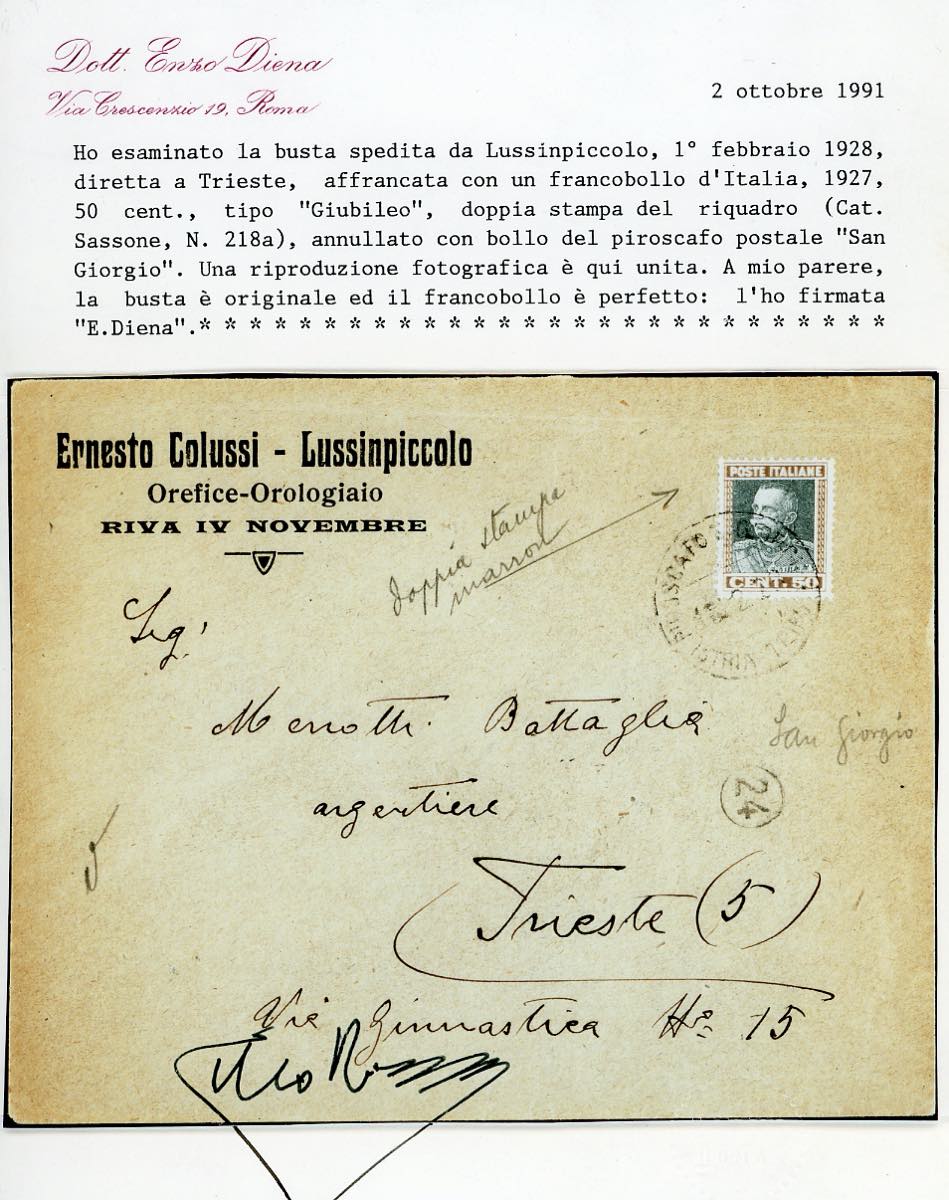 Dott. Enzo Diena
Via Crescenzio 19, Roma
2 ottobre 1991
Ho esaminato la busta spedita da Lussinpiccolo, 1° febbraio 1928,
diretta a Trieste, affrancata con un francobollo d'Italia, 1927,
50 cent., tipo "Giubileo", doppia stampa del riquadro (Cat.
Sassone, N. 218a), annullato con bollo del piroscafo postale "San
Giorgio". Una riproduzione fotografica è qui unita. A mio parere,
la busta è originale ed il francobollo è perfetto: l'ho firmata
"E.Diena".* * * * * * * * * * * * * * * * * * * * * * * * * * * *
Ernesto Colussi - Lussinpiccolo
Orefice-Orologiaio
RIVA IV NOVEMBRE
doppia stampa
marron
POSTE ITALIANE
CENT. 50
PIROSCAFO
ISTRIA
Sig.
Menotti Battaglia
San Giorgio
24
argentiere
Trieste (5)
Via Ginnastica No 15